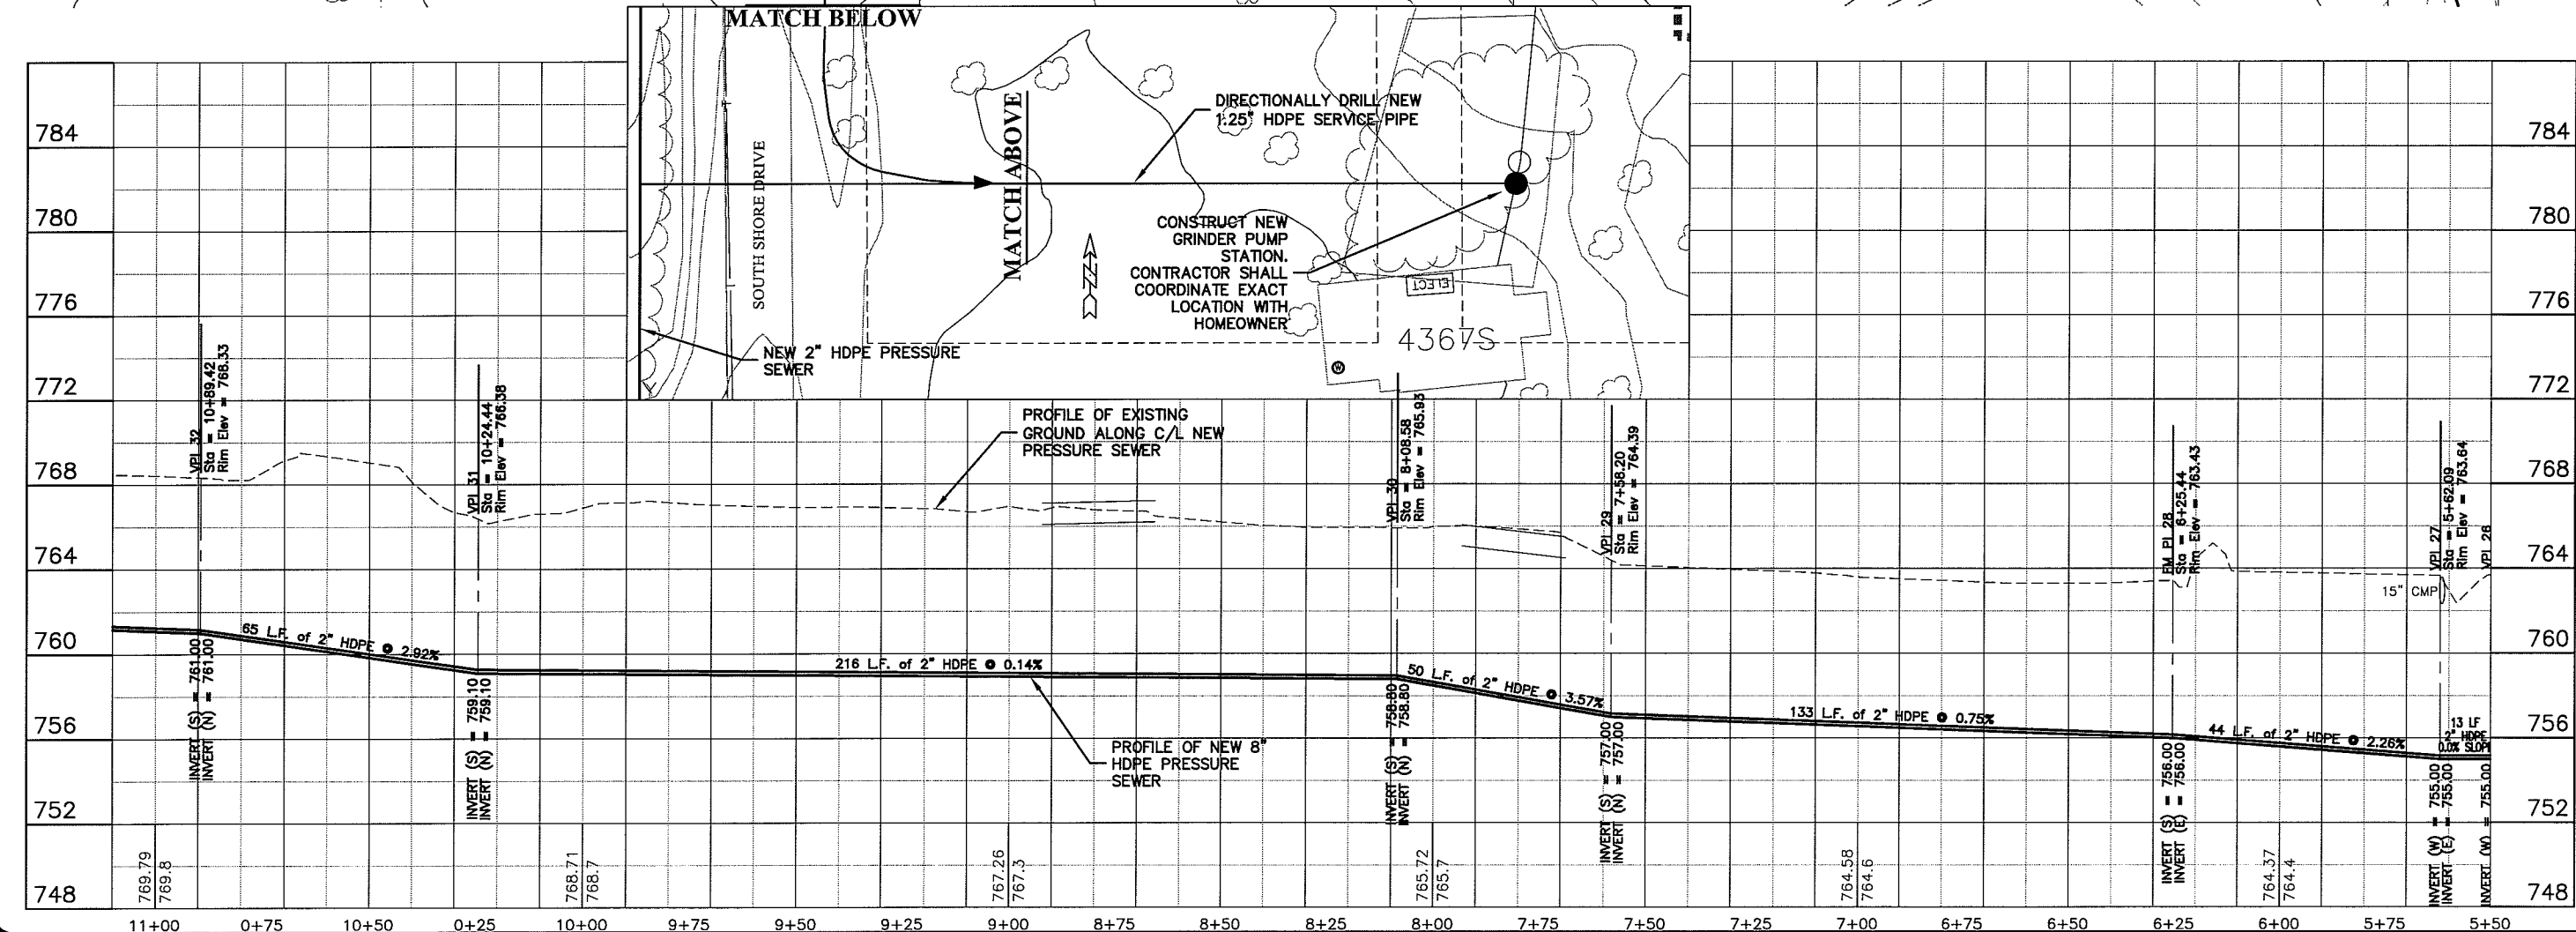 MATCH BELOW
MATCH ABOVE
SOUTH SHORE DRIVE
DIRECTIONALLY DRILL NEW
1.25" HDPE SERVICE PIPE
CONSTRUCT NEW
GRINDER PUMP
STATION.
CONTRACTOR SHALL
COORDINATE EXACT
LOCATION WITH
HOMEOWNER
N
ELECT
4367S
W
NEW 2" HDPE PRESSURE
SEWER
784
780
776
772
768
764
760
756
752
748
784
780
776
772
768
764
760
756
752
748
VPI 32
Sta = 10+89.42
Rim Elev = 768.33
VPI 31
Sta = 10+24.44
Rim Elev = 766.38
PROFILE OF EXISTING
GROUND ALONG C/L NEW
PRESSURE SEWER
VPI 30
Sta = 8+08.58
Rim Elev = 765.93
VPI 29
Sta = 7+58.20
Rim Elev = 764.39
FM PI 28
Sta = 6+25.44
Rim Elev = 763.43
VPI 27
Sta = 5+62.09
Rim Elev = 763.64
VPI 26
15" CMP
65 L.F. of 2" HDPE @ 2.92%
216 L.F. of 2" HDPE @ 0.14%
50 L.F. of 2" HDPE @ 3.57%
133 L.F. of 2" HDPE @ 0.75%
44 L.F. of 2" HDPE @ 2.26%
13 LF
2" HDPE
0.0% SLOPE
INVERT (S) = 761.00
INVERT (N) = 761.00
INVERT (S) = 759.10
INVERT (N) = 759.10
PROFILE OF NEW 8"
HDPE PRESSURE
SEWER
INVERT (S) = 758.80
INVERT (N) = 758.80
INVERT (S) = 757.00
INVERT (N) = 757.00
INVERT (S) = 756.00
INVERT (E) = 756.00
INVERT (W) = 755.00
INVERT (E) = 755.00
INVERT (W) = 755.00
769.79
769.8
768.71
768.7
767.26
767.3
765.72
765.7
764.58
764.6
764.37
764.4
11+00 0+75 10+50 0+25 10+00 9+75 9+50 9+25 9+00 8+75 8+50 8+25 8+00 7+75 7+50 7+25 7+00 6+75 6+50 6+25 6+00 5+75 5+50